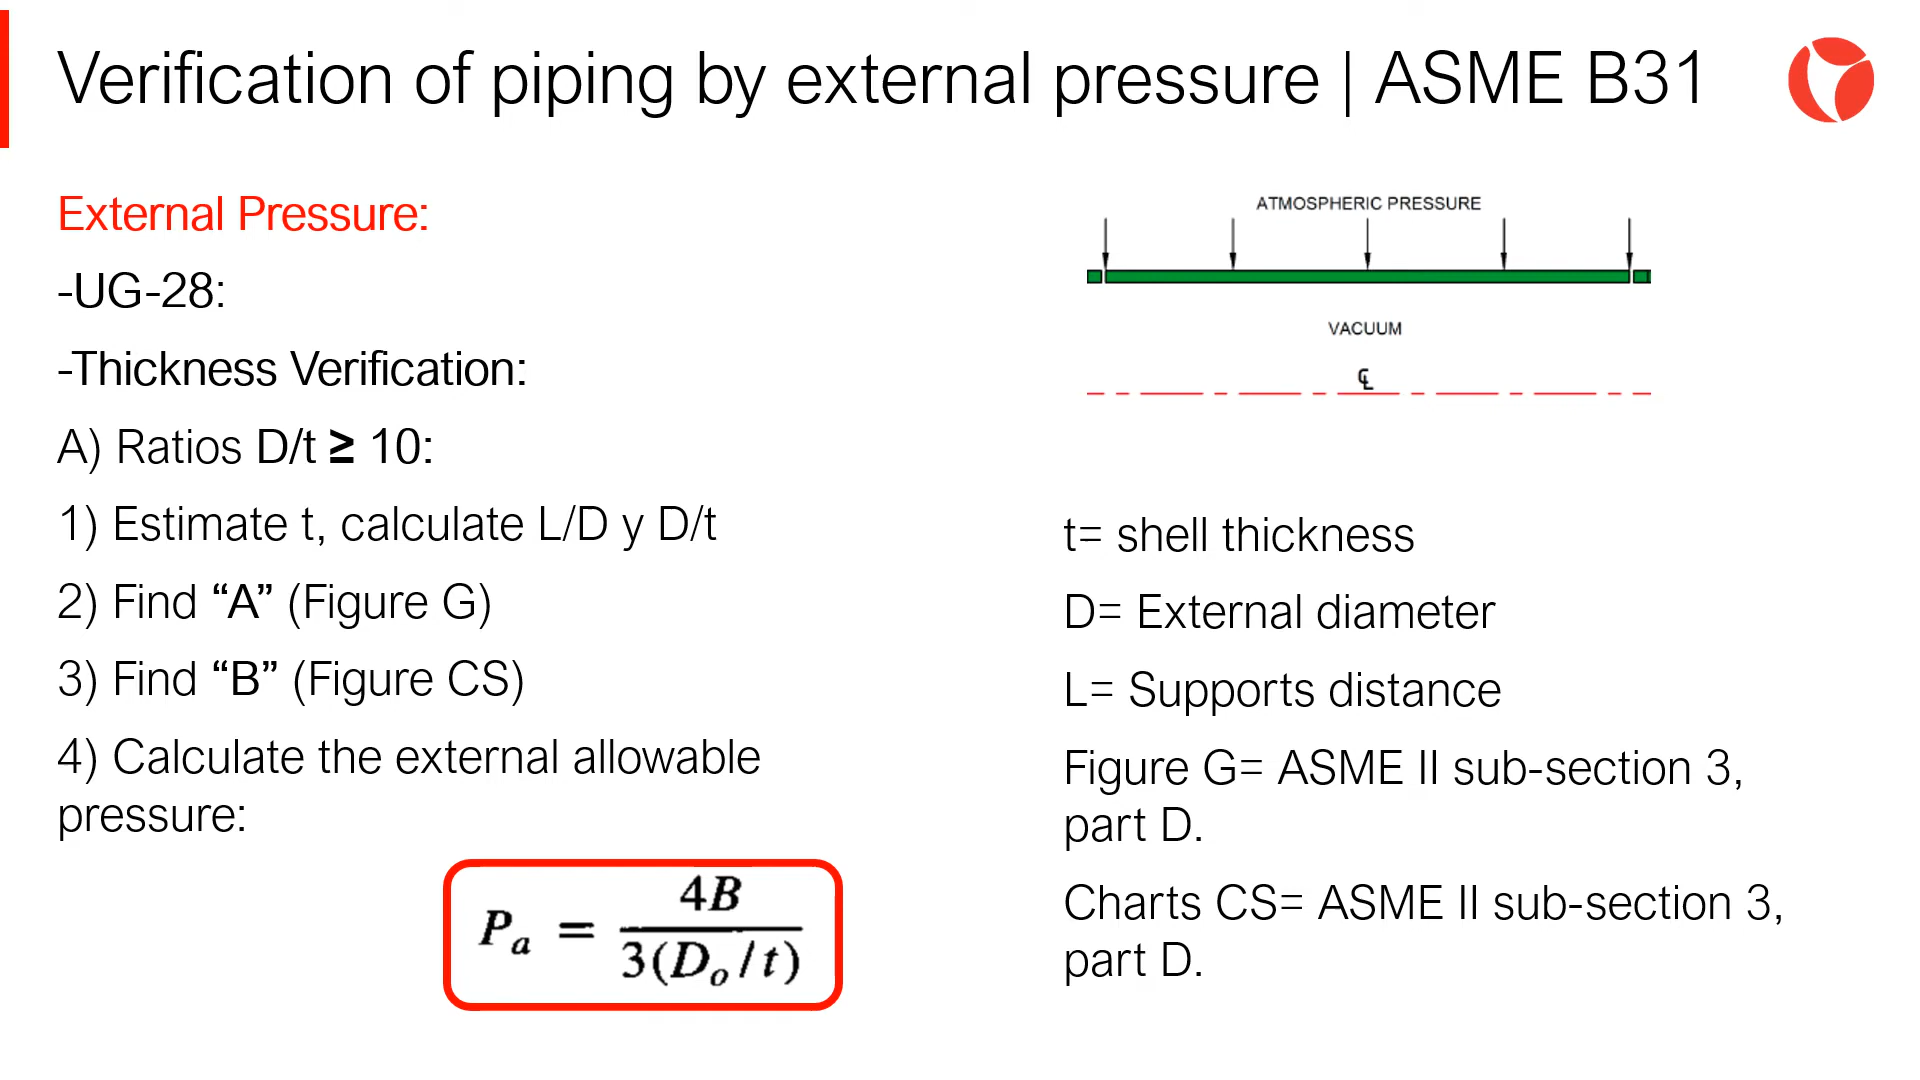 Verification of piping by external pressure | ASME B31
External Pressure:
-UG-28:
-Thickness Verification:
A) Ratios D/t ≥ 10:
1) Estimate t, calculate L/D y D/t
2) Find “A” (Figure G)
3) Find “B” (Figure CS)
4) Calculate the external allowable
pressure:
Pₐ = 4B / 3(Dₒ/t)
ATMOSPHERIC PRESSURE
VACUUM
℄
t= shell thickness
D= External diameter
L= Supports distance
Figure G= ASME II sub-section 3,
part D.
Charts CS= ASME II sub-section 3,
part D.